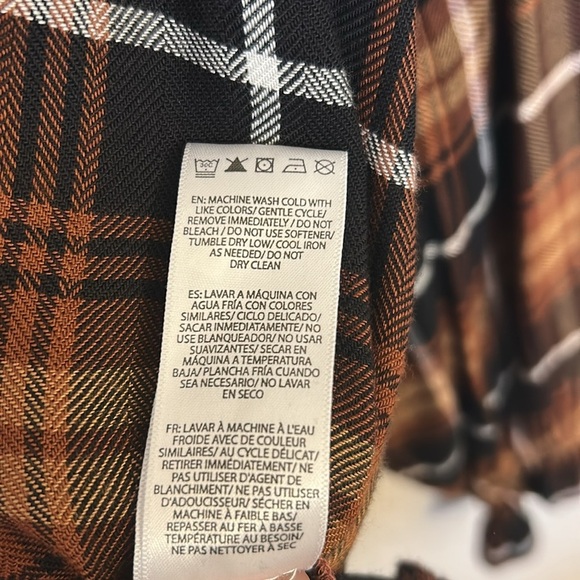 EN: MACHINE WASH COLD WITH
LIKE COLORS/ GENTLE CYCLE/
REMOVE IMMEDIATELY / DO NOT
BLEACH / DO NOT USE SOFTENER/
TUMBLE DRY LOW/ COOL IRON
AS NEEDED/ DO NOT
DRY CLEAN
ES: LAVAR A MÁQUINA CON
AGUA FRÍA CON COLORES
SIMILARES/ CICLO DELICADO/
SACAR INMEDIATAMENTE/ NO
USE BLANQUEADOR/ NO USAR
SUAVIZANTES/ SECAR EN
MÁQUINA A TEMPERATURA
BAJA/ PLANCHA FRÍA CUANDO
SEA NECESARIO/ NO LAVAR
EN SECO
FR: LAVER À MACHINE À L'EAU
FROIDE AVEC DE COULEUR
SIMILAIRES/ AU CYCLE DÉLICAT/
RETIRER IMMÉDIATEMENT/ NE
PAS UTILISER D'AGENT DE
BLANCHIMENT/ NE PAS UTILISER
D'ADOUCISSEUR/ SÉCHER EN
MACHINE À FAIBLE BAS/
REPASSER AU FER À BASSE
TEMPÉRATURE AU BESOIN/
NE PAS NETTOYER À SEC